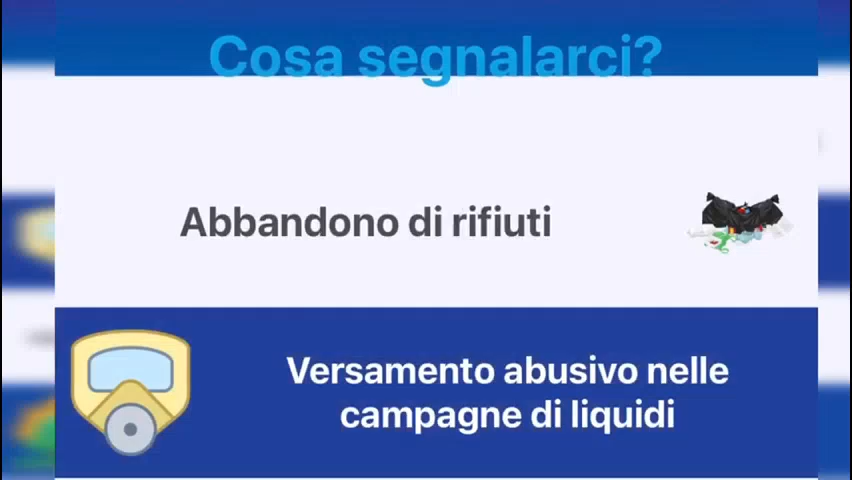 Cosa segnalarci?
Abbandono di rifiuti
Versamento abusivo nelle
campagne di liquidi